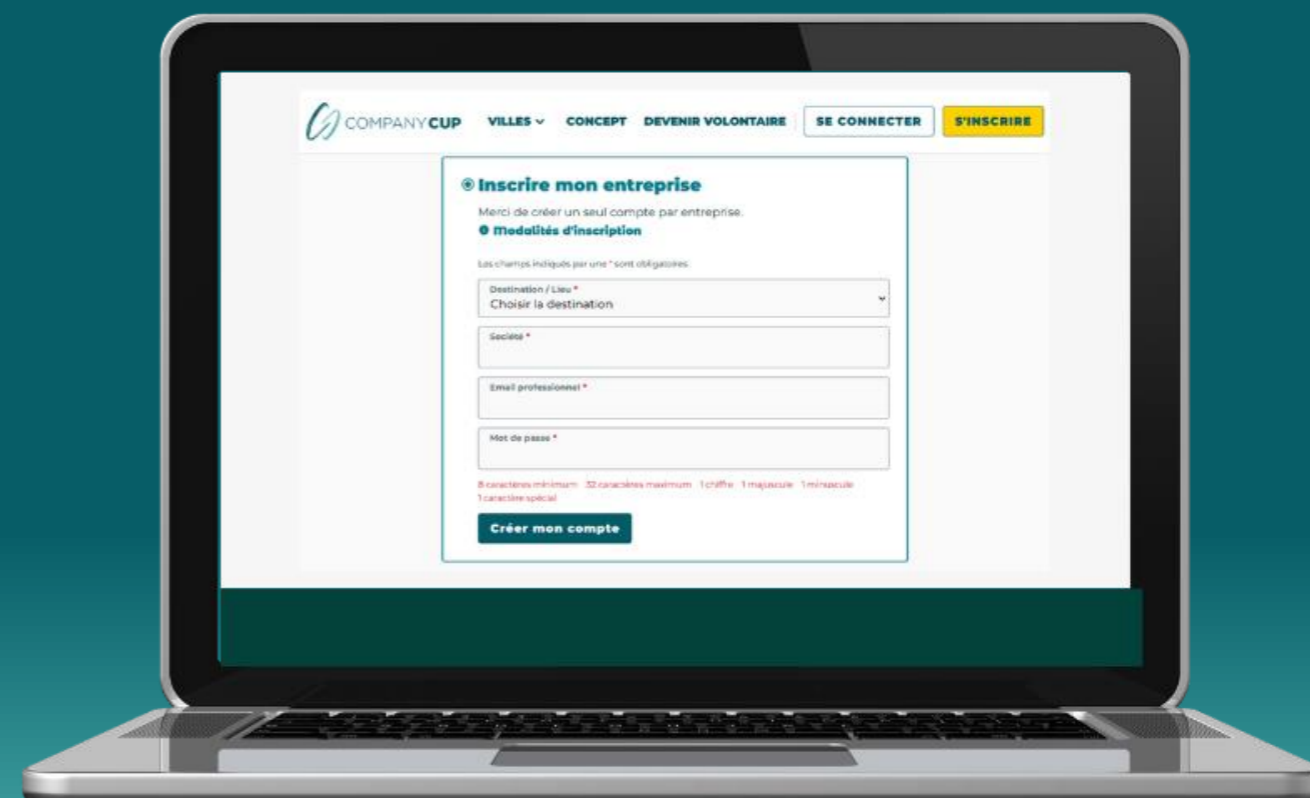 COMPANYCUP VILLES CONCEPT DEVENIR VOLONTAIRE SE CONNECTER S'INSCRIRE
Inscrire mon entreprise
Merci de créer un seul compte par entreprise.
Modalités d'inscription
Les champs indiqués par une * sont obligatoires.
Destination / Lieu *
Choisir la destination
Société *
Email professionnel *
Mot de passe *
8 caractères minimum 32 caractères maximum 1 chiffre 1 majuscule 1 minuscule
1 caractère spécial
Créer mon compte